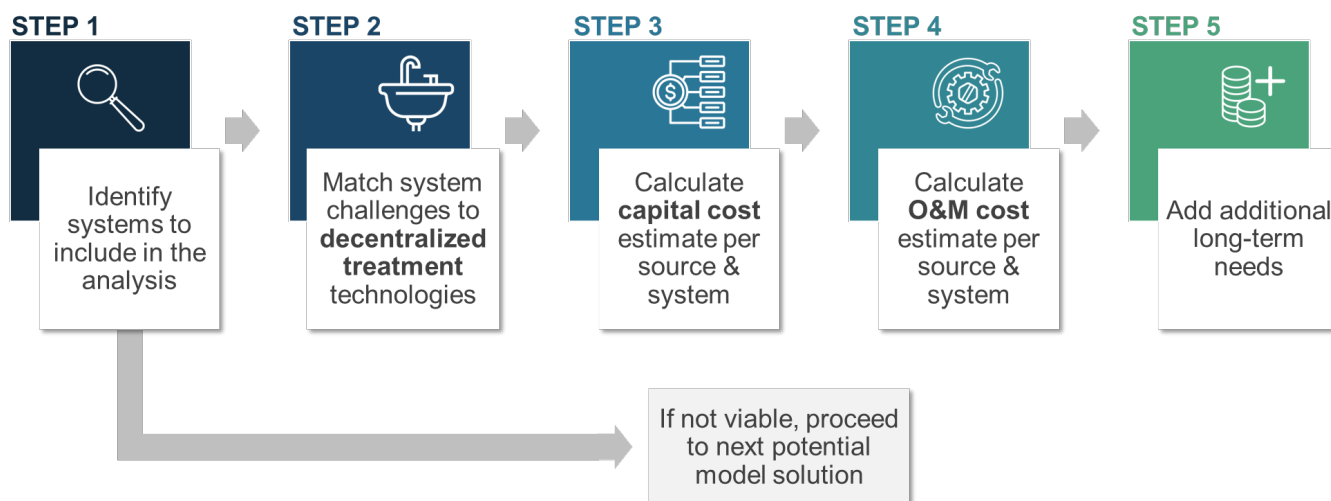 STEP 1
Identify
systems to
include in the
analysis
STEP 2
Match system
challenges to
decentralized
treatment
technologies
STEP 3
$
Calculate
capital cost
estimate per
source &
system
STEP 4
Calculate
O&M cost
estimate per
source &
system
STEP 5
Add additional
long-term
needs
If not viable, proceed
to next potential
model solution